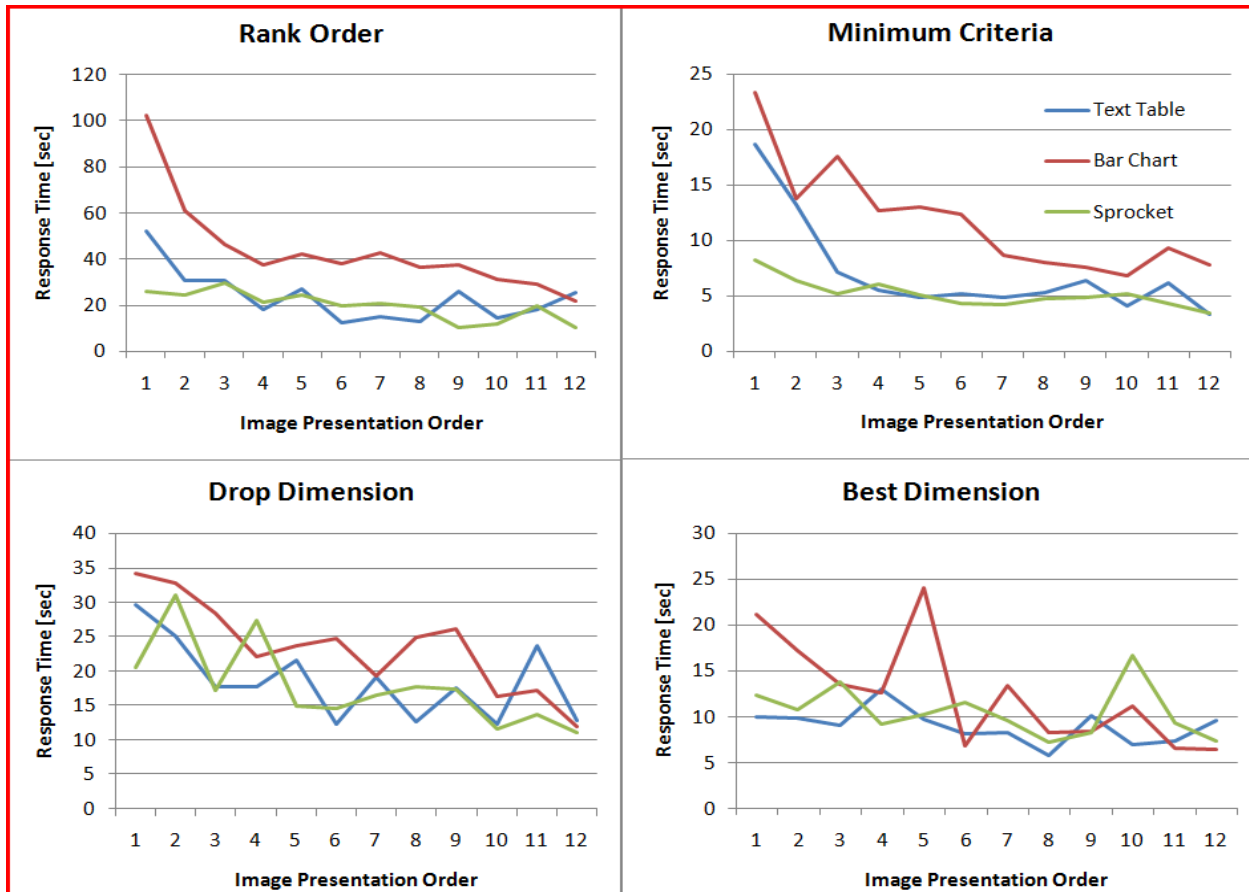 Rank Order
120
100
80
60
40
20
0
Response Time [sec]
1 2 3 4 5 6 7 8 9 10 11 12
Image Presentation Order
Minimum Criteria
25
20
15
10
5
0
Response Time [sec]
Text Table
Bar Chart
Sprocket
1 2 3 4 5 6 7 8 9 10 11 12
Image Presentation Order
Drop Dimension
40
35
30
25
20
15
10
5
0
Response Time [sec]
1 2 3 4 5 6 7 8 9 10 11 12
Image Presentation Order
Best Dimension
30
25
20
15
10
5
0
Response Time [sec]
1 2 3 4 5 6 7 8 9 10 11 12
Image Presentation Order